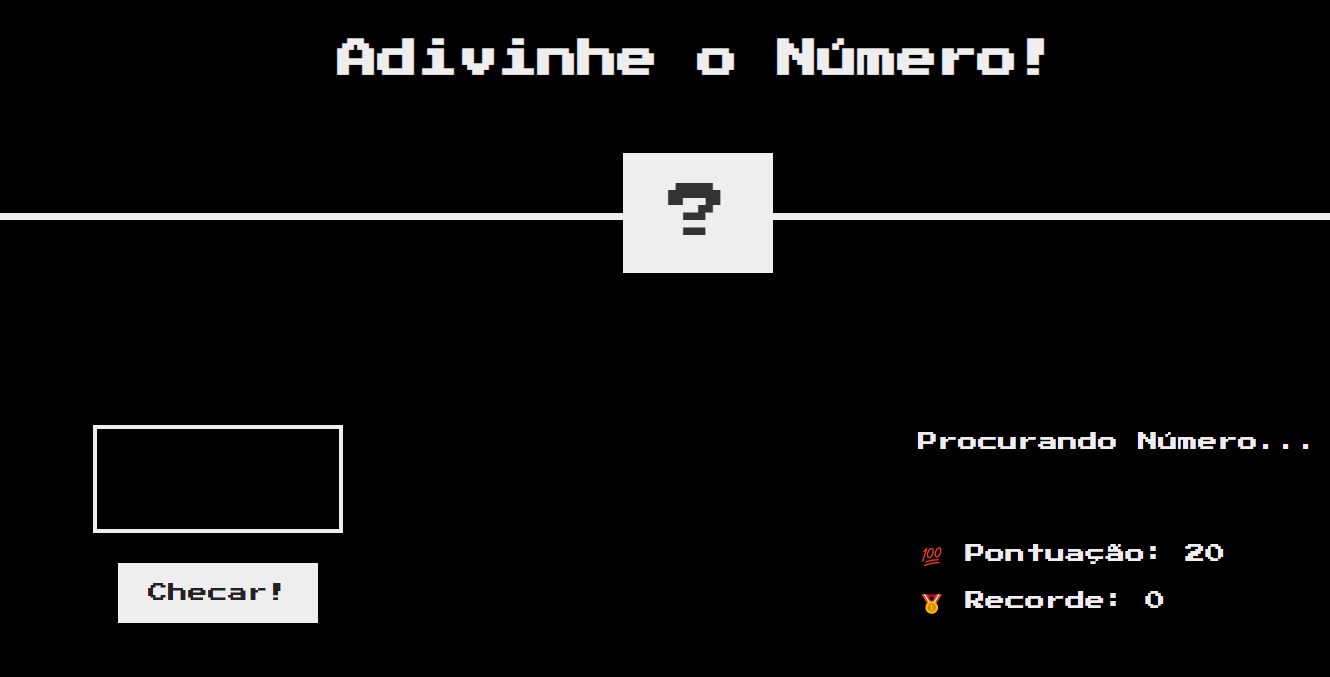 Adivinhe o Número!
?
Procurando Número...
Checar!
💯 Pontuação: 20
🥇 Recorde: 0